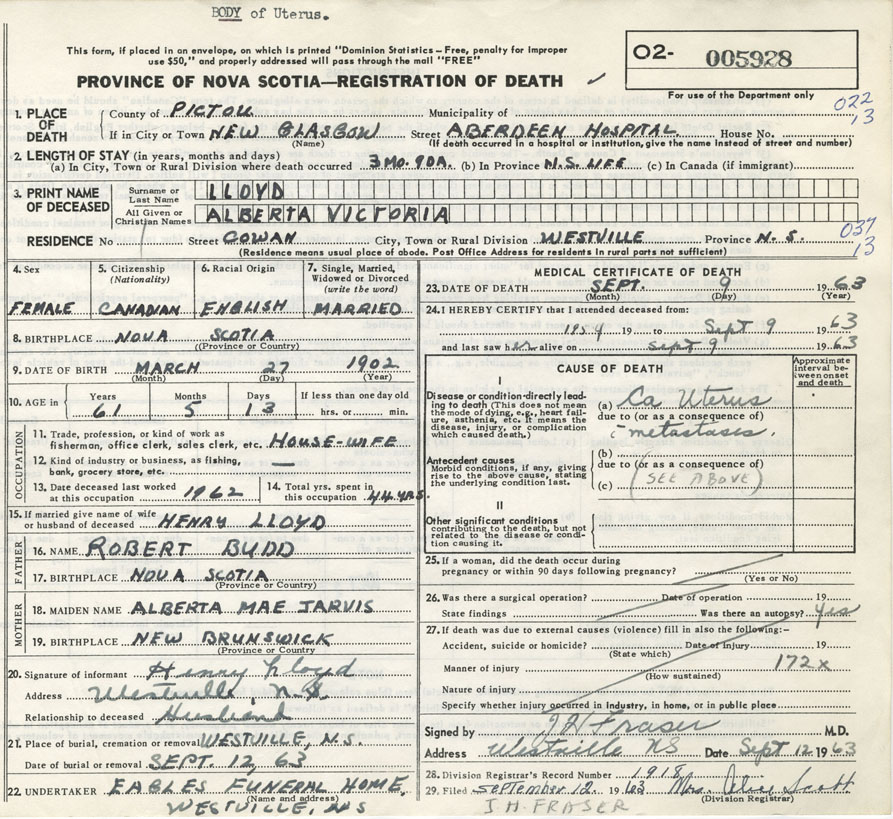 BODY of Uterus.
This form, if placed in an envelope, on which is printed "Dominion Statistics – Free, penalty for improper
use $50," and properly addressed will pass through the mail "FREE"
O2- 005928
PROVINCE OF NOVA SCOTIA—REGISTRATION OF DEATH
For use of the Department only
022
13
1. PLACE OF DEATH County of PICTOU Municipality of
If in City or Town NEW GLASGOW Street ABERDEEN HOSPITAL House No.
(Name) (If death occurred in a hospital or institution, give the name instead of street and number)
2. LENGTH OF STAY (in years, months and days)
(a) In City, Town or Rural Division where death occurred 3 MO. 9 DA. (b) In Province N.S. LIFE (c) In Canada (if immigrant)
3. PRINT NAME OF DECEASED Surname or LLOYD
All Given or Christian Names ALBERTA VICTORIA
037
13
RESIDENCE No Street COWAN City, Town or Rural Division WESTVILLE Province N.S.
(Residence means usual place of abode. Post Office Address for residents in rural parts not sufficient)
4. Sex 5. Citizenship (Nationality) 6. Racial Origin 7. Single, Married, Widowed or Divorced (write the word)
FEMALE CANADIAN ENGLISH MARRIED
8. BIRTHPLACE NOVA SCOTIA
(Province or Country)
9. DATE OF BIRTH MARCH 27 1902
(Month) (Day) (Year)
10. AGE in Years Months Days If less than one day old
61 5 13 hrs. or min.
OCCUPATION
11. Trade, profession, or kind of work as
fisherman, office clerk, sales clerk, etc. HOUSE-WIFE
12. Kind of industry or business, as fishing,
bank, grocery store, etc. —
13. Date deceased last worked
at this occupation 1962
14. Total yrs. spent in
this occupation 44 YRS.
15. If married give name of wife
or husband of deceased HENRY LLOYD
FATHER
16. NAME ROBERT BUDD
17. BIRTHPLACE NOVA SCOTIA
(Province or Country)
MOTHER
18. MAIDEN NAME ALBERTA MAE JARVIS
19. BIRTHPLACE NEW BRUNSWICK
(Province or Country)
20. Signature of informant Henry Lloyd
Address Westville, N.S.
Relationship to deceased Husband
21. Place of burial, cremation or removal WESTVILLE, N.S.
Date of burial or removal SEPT. 12, 63
22. UNDERTAKER EAGLES FUNERAL HOME,
(Name and address)
WESTVILLE, NS
MEDICAL CERTIFICATE OF DEATH
23. DATE OF DEATH SEPT. 9 1963
(Month) (Day) (Year)
24. I HEREBY CERTIFY that I attended deceased from:
1954 19 to Sept 9 1963
and last saw alive on Sept 9 1963
CAUSE OF DEATH
Approximate interval between onset and death
I
Disease or condition directly leading to death (This does not mean the mode of dying, e.g., heart failure, asthenia, etc. It means the disease, injury, or complication which caused death.)
(a) Ca Uterus
due to (or as a consequence of)
metastases.
Antecedent causes
Morbid conditions, if any, giving rise to the above cause, stating the underlying condition last.
(b)
due to (or as a consequence of)
(c) (SEE ABOVE)
II
Other significant conditions
contributing to the death, but not related to the disease or condition causing it.
25. If a woman, did the death occur during
pregnancy or within 90 days following pregnancy?
(Yes or No)
26. Was there a surgical operation? Date of operation 19
State findings Was there an autopsy? Yes
27. If death was due to external causes (violence) fill in also the following:–
Accident, suicide or homicide? Date of injury 19
(State which)
Manner of injury 172 x
(How sustained)
Nature of injury
Specify whether injury occurred in industry, in home, or in public place
Signed by J H Fraser M.D.
Address Westville NS Date Sept 12 1963
28. Division Registrar's Record Number 1918
29. Filed September 12 1963 Mrs. Scott
(Division Registrar)
J.H. FRASER